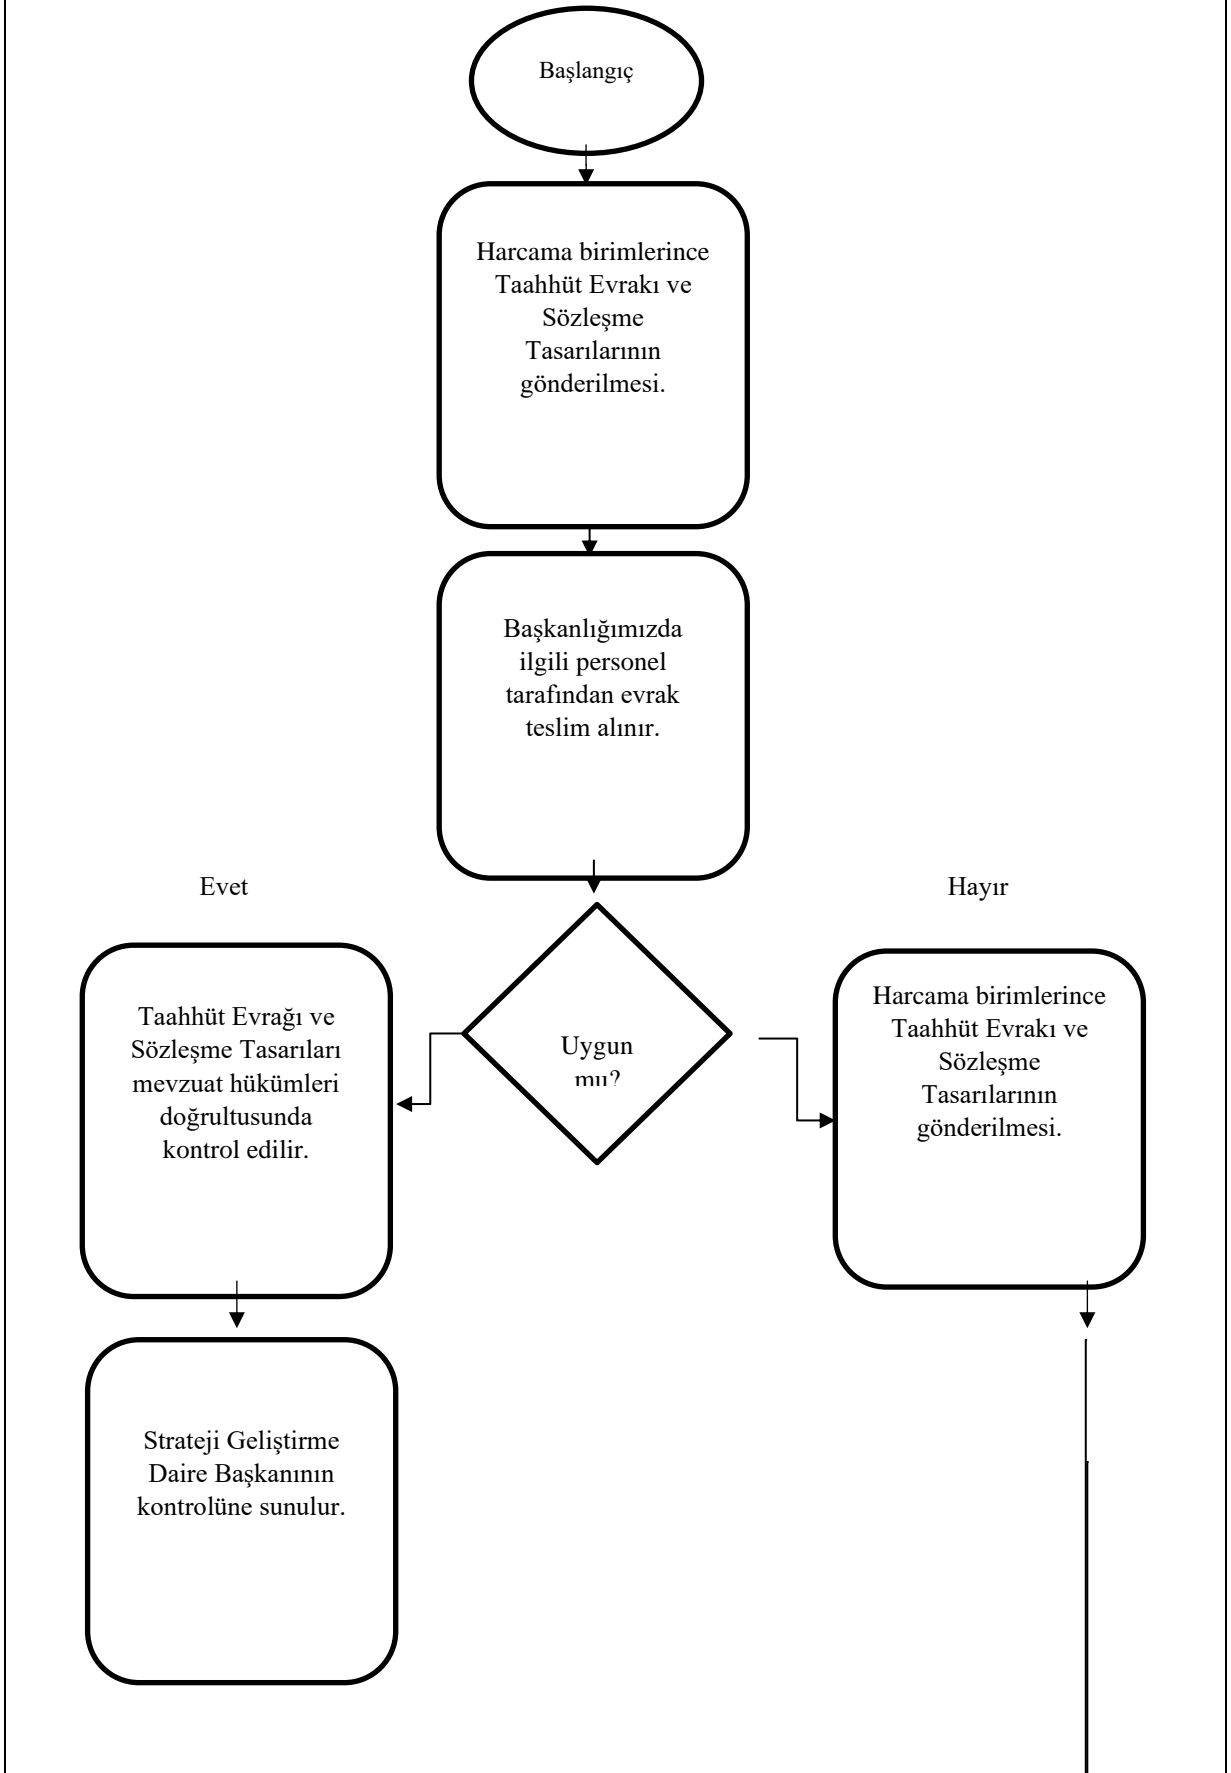 Başlangıç
Harcama birimlerince
Taahhüt Evrakı ve
Sözleşme
Tasarılarının
gönderilmesi.
Başkanlığımızda
ilgili personel
tarafından evrak
teslim alınır.
Evet
Hayır
Taahhüt Evrağı ve
Sözleşme Tasarıları
mevzuat hükümleri
doğrultusunda
kontrol edilir.
Uygun
mu?
Harcama birimlerince
Taahhüt Evrakı ve
Sözleşme
Tasarılarının
gönderilmesi.
Strateji Geliştirme
Daire Başkanının
kontrolüne sunulur.